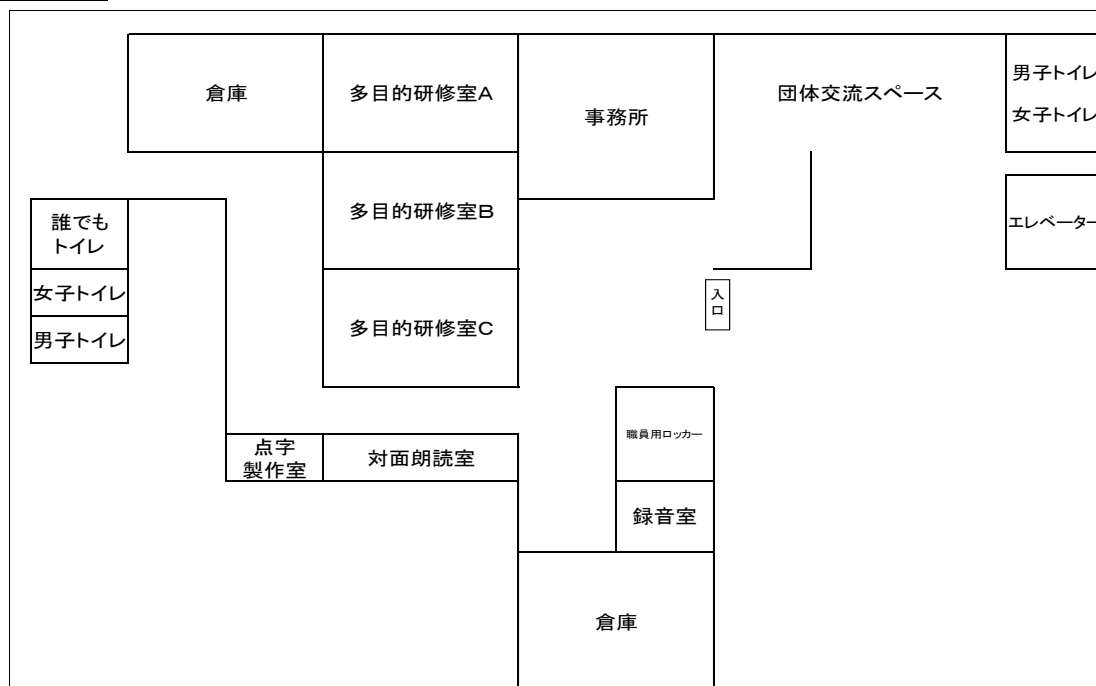 倉庫
多目的研修室A
事務所
団体交流スペース
男子トイレ
女子トイレ
多目的研修室B
誰でも
トイレ
エレベーター
女子トイレ
入
口
男子トイレ
多目的研修室C
職員用ロッカー
点字
製作室
対面朗読室
録音室
倉庫